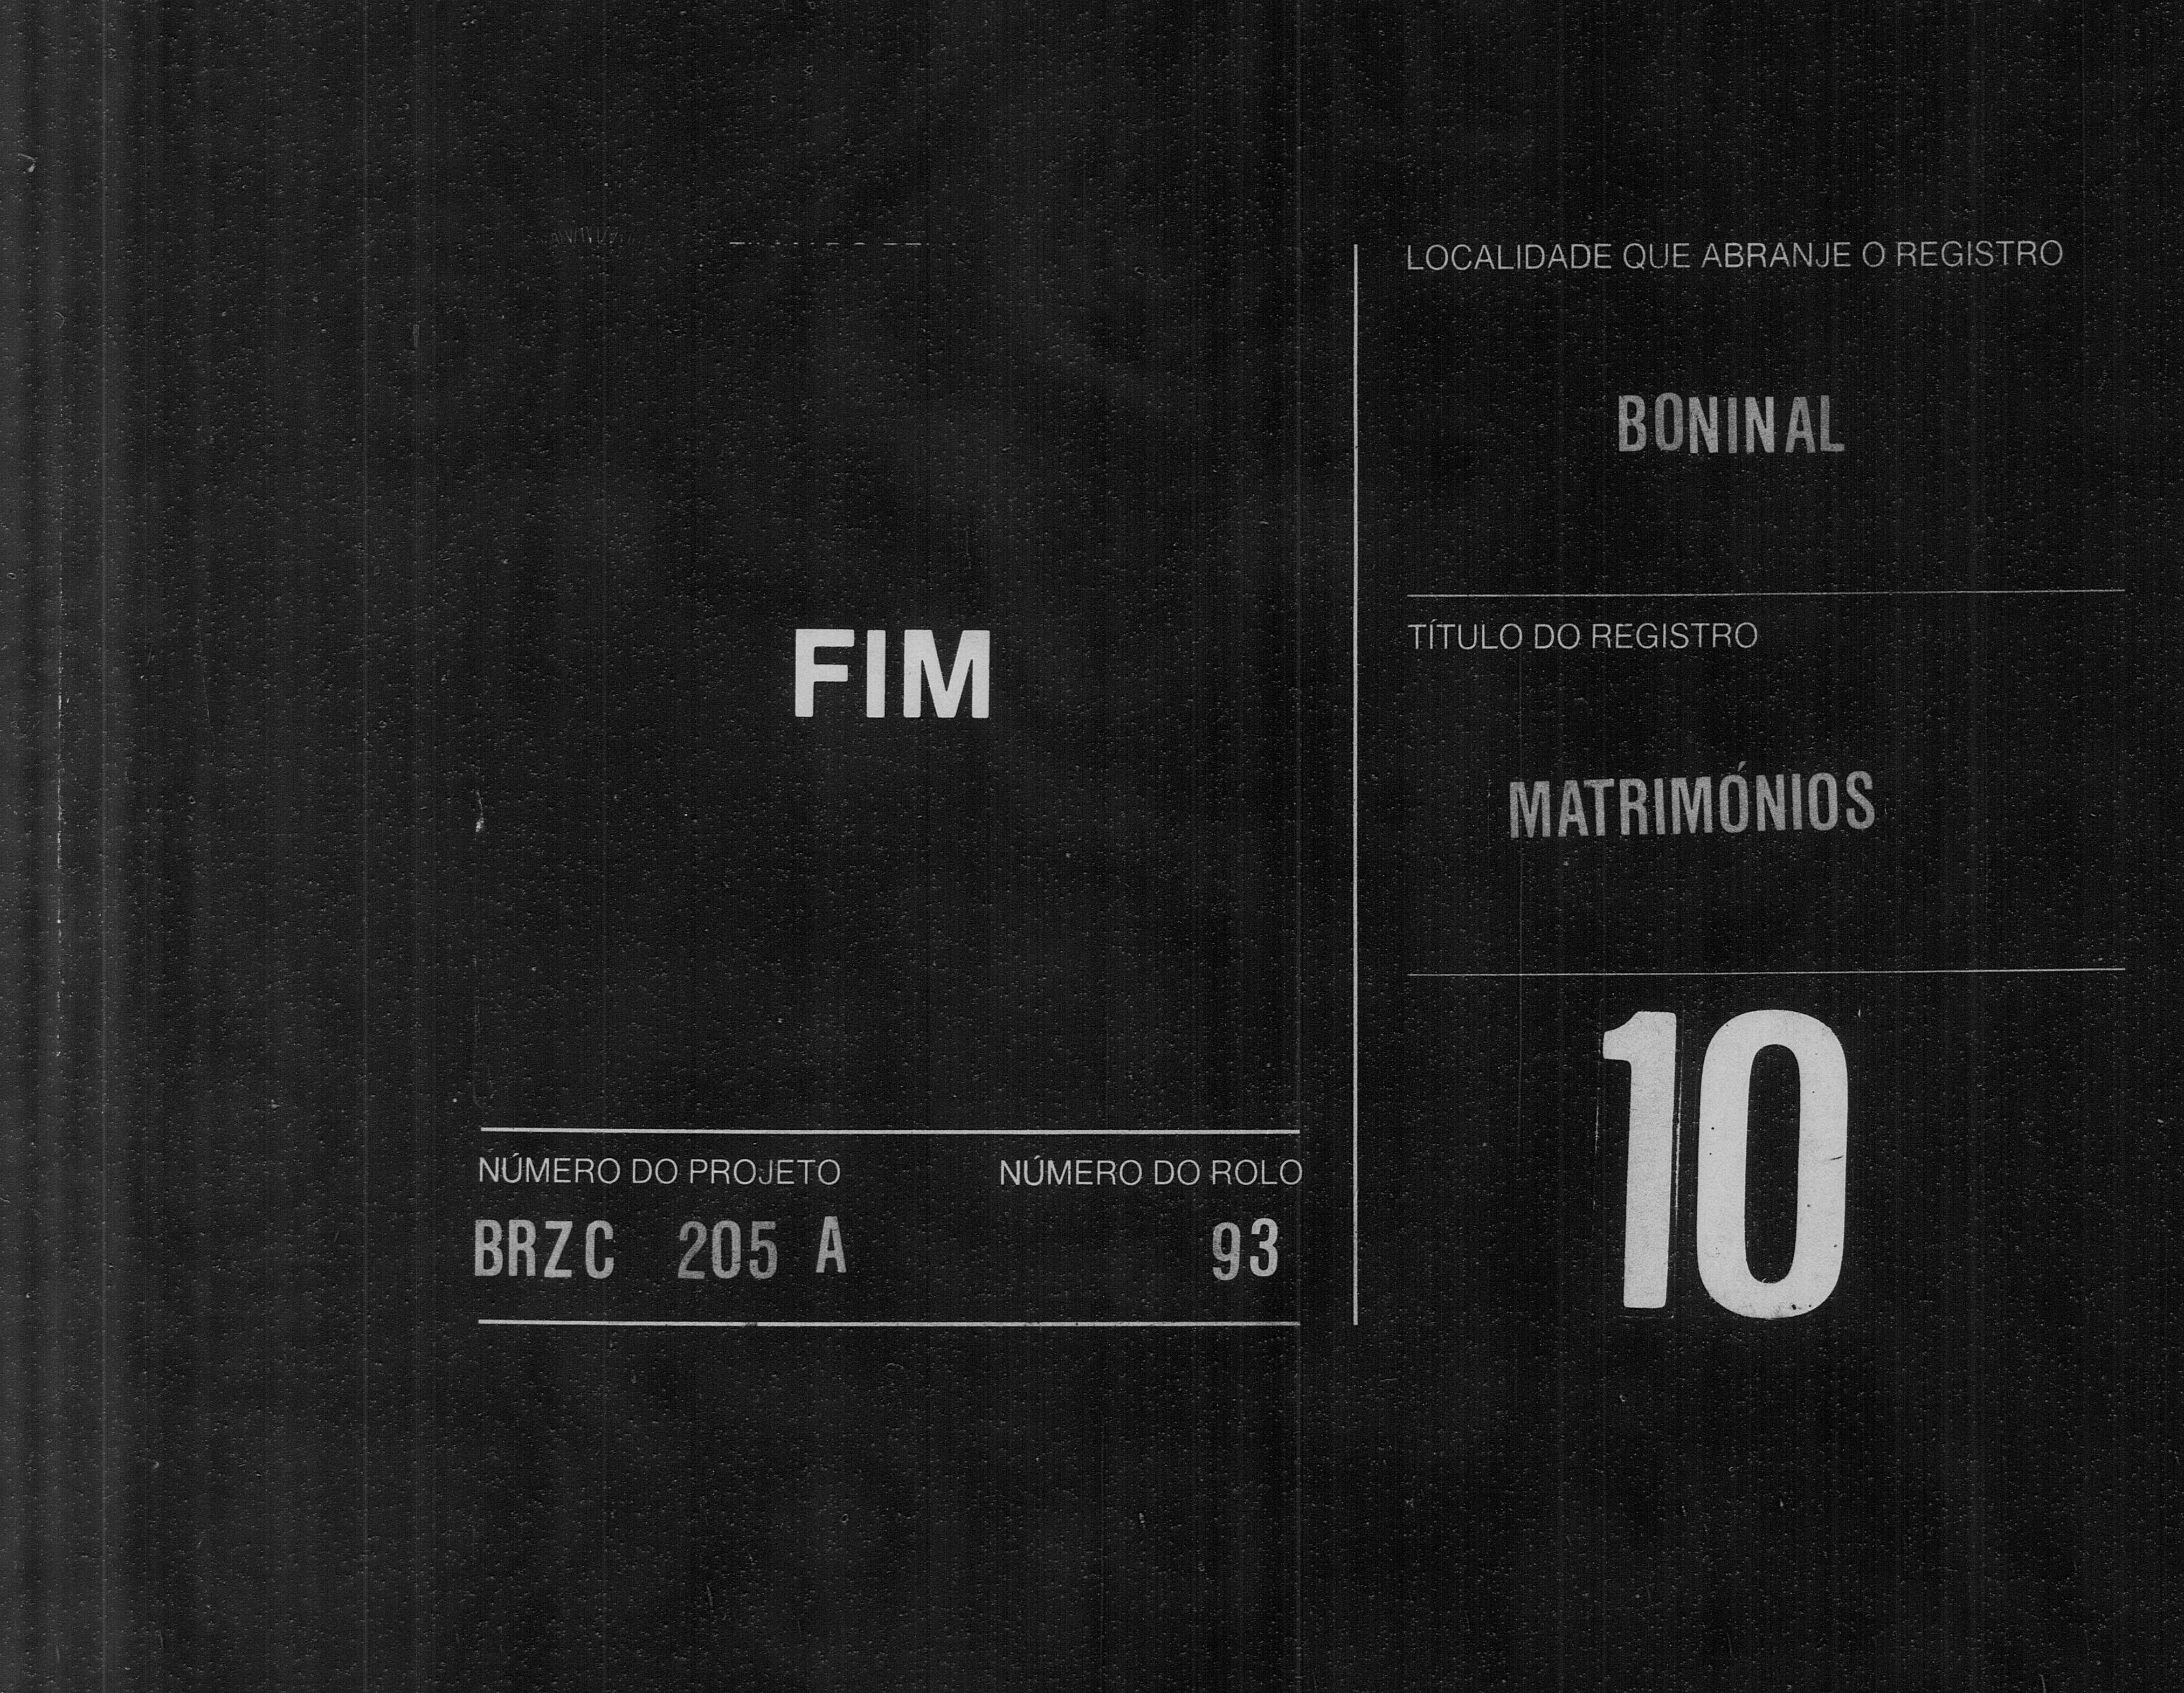 FIM
NÚMERO DO PROJETO
BRZC 205 A
NÚMERO DO ROLO
93
LOCALIDADE QUE ABRANJE O REGISTRO
BONINAL
TÍTULO DO REGISTRO
MATRIMÓNIOS
10